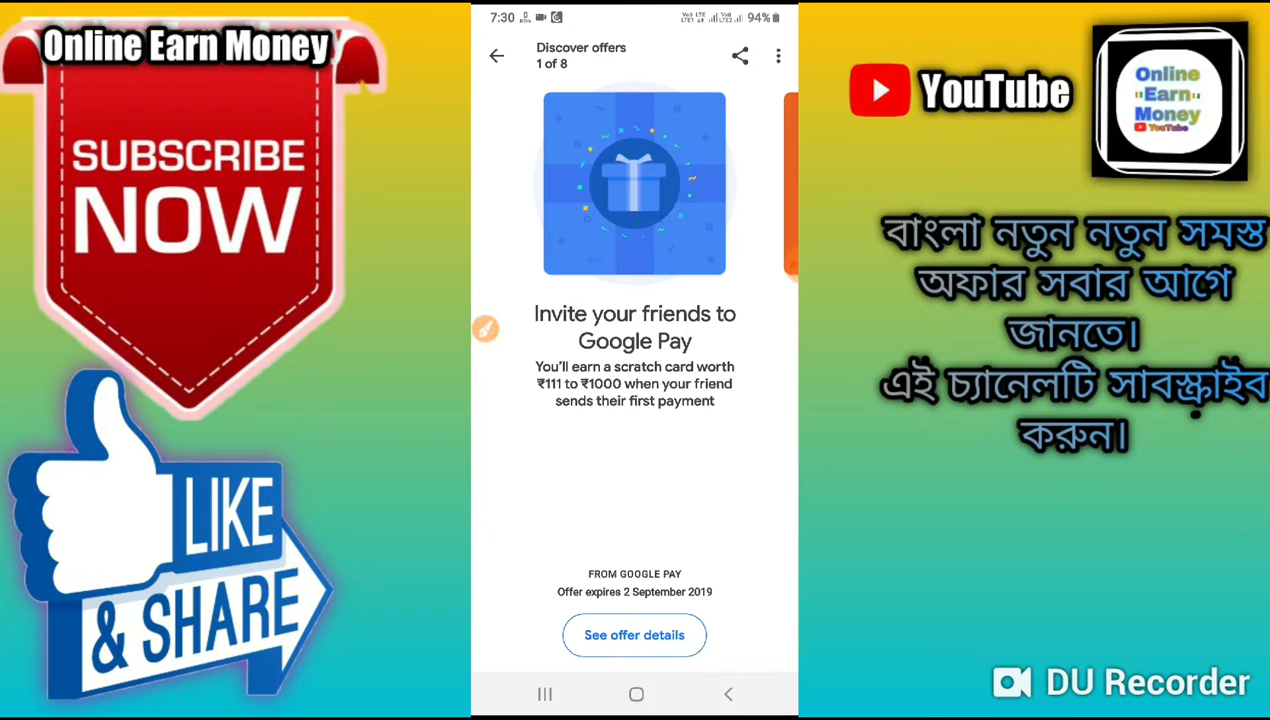 Online Earn Money
SUBSCRIBE
NOW
LIKE
& SHARE
7:30
94%
Discover offers
1 of 8
Invite your friends to
Google Pay
You'll earn a scratch card worth
₹111 to ₹1000 when your friend
sends their first payment
FROM GOOGLE PAY
Offer expires 2 September 2019
See offer details
YouTube
Online
Earn
Money
YouTube
বাংলা নতুন নতুন সমস্ত
অফার সবার আগে
জানতে।
এই চ্যানেলটি সাবস্ক্রাইব
করুন।
DU Recorder